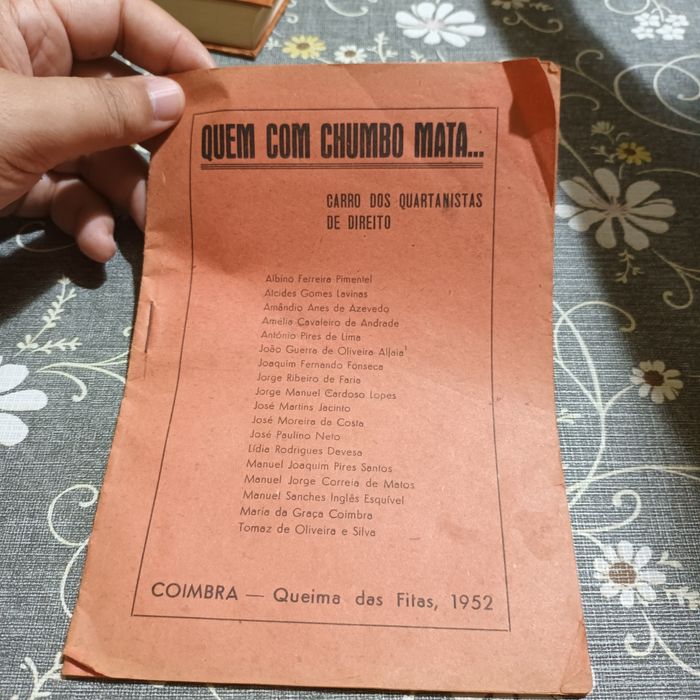 QUEM COM CHUMBO MATA...
CARRO DOS QUARTANISTAS
DE DIREITO
Albino Ferreira Pimentel
Alcides Gomes Lavinas
Amândio Anes de Azevedo
Amélia Cavaleiro da Andrade
António Pires de Lima
João Guerra de Oliveira Alfaia
Joaquim Fernando Fonseca
Jorge Ribeiro de Faria
Jorge Manuel Cardoso Lopes
José Martins Jacinto
José Moreira da Costa
José Paulino Neto
Lídia Rodrigues Davesa
Manuel Joaquim Pires Santos
Manuel Jorge Correia de Matos
Manuel Sanches Inglês Esquível
Maria da Graça Coimbra
Tomaz de Oliveira e Silva
COIMBRA — Queima das Fitas, 1952